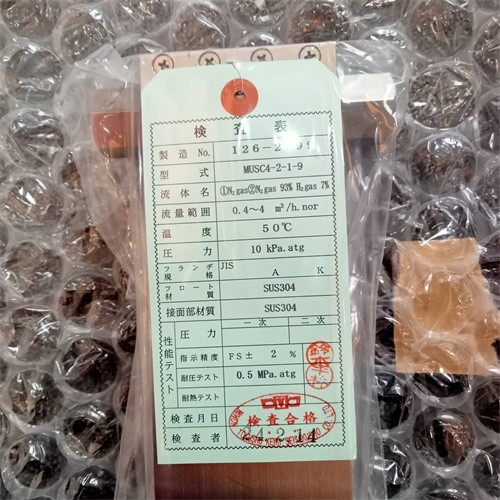 検査表
製造 No. 126-2
型式 MUSC4-2-1-9
流体名 ①N₂gas②N₂gas 93% H₂gas 7%
流量範囲 0.4～4 m³/h.nor
温度 50℃
圧力 10 kPa.atg
フランヂ規格 JIS A K
フロート材質 SUS304
接面部材質 SUS304
性能テスト
圧力 一次 二次
指示精度 FS± 2 %
耐圧テスト 0.5 MPa.atg
耐熱テスト
検査月日
検査者
検査合格